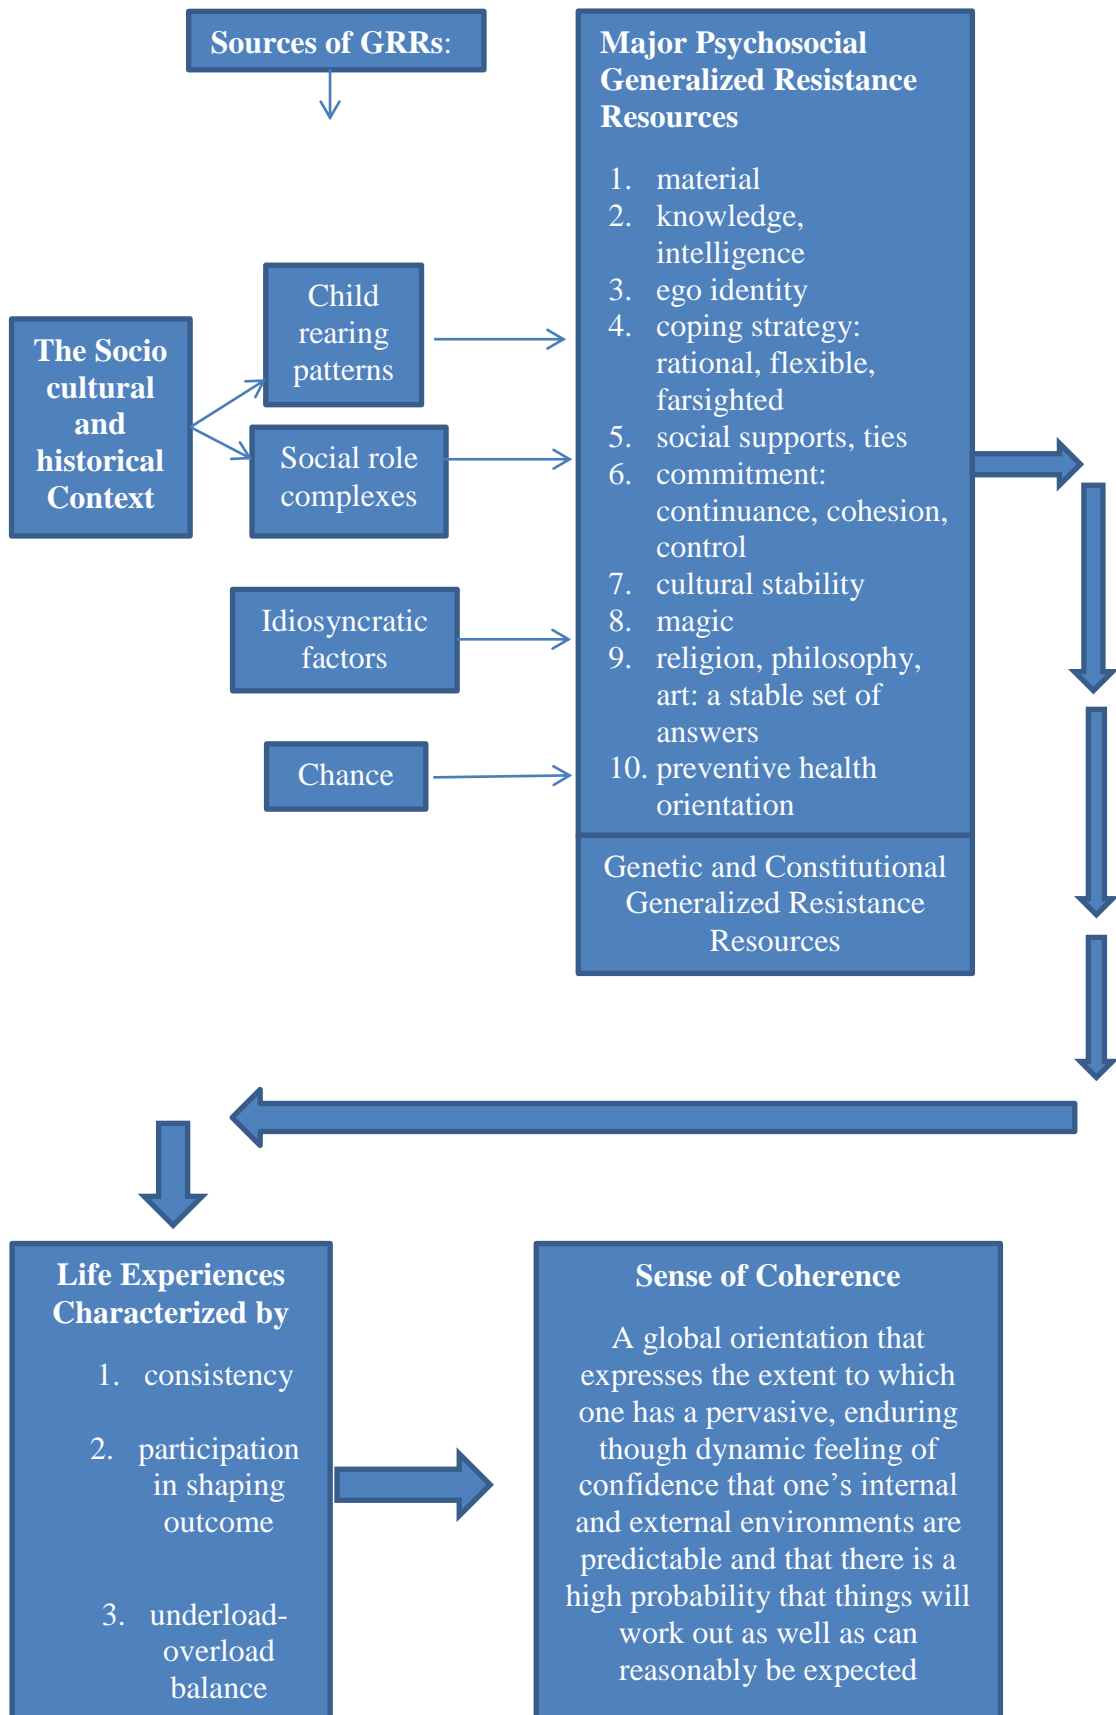 Sources of GRRs:
The Socio
cultural
and
historical
Context
Child
rearing
patterns
Social role
complexes
Idiosyncratic
factors
Chance
Major Psychosocial
Generalized Resistance
Resources
1. material
2. knowledge,
intelligence
3. ego identity
4. coping strategy:
rational, flexible,
farsighted
5. social supports, ties
6. commitment:
continuance, cohesion,
control
7. cultural stability
8. magic
9. religion, philosophy,
art: a stable set of
answers
10. preventive health
orientation
Genetic and Constitutional
Generalized Resistance
Resources
Life Experiences
Characterized by
1. consistency
2. participation
in shaping
outcome
3. underload-
overload
balance
Sense of Coherence
A global orientation that
expresses the extent to which
one has a pervasive, enduring
though dynamic feeling of
confidence that one’s internal
and external environments are
predictable and that there is a
high probability that things will
work out as well as can
reasonably be expected